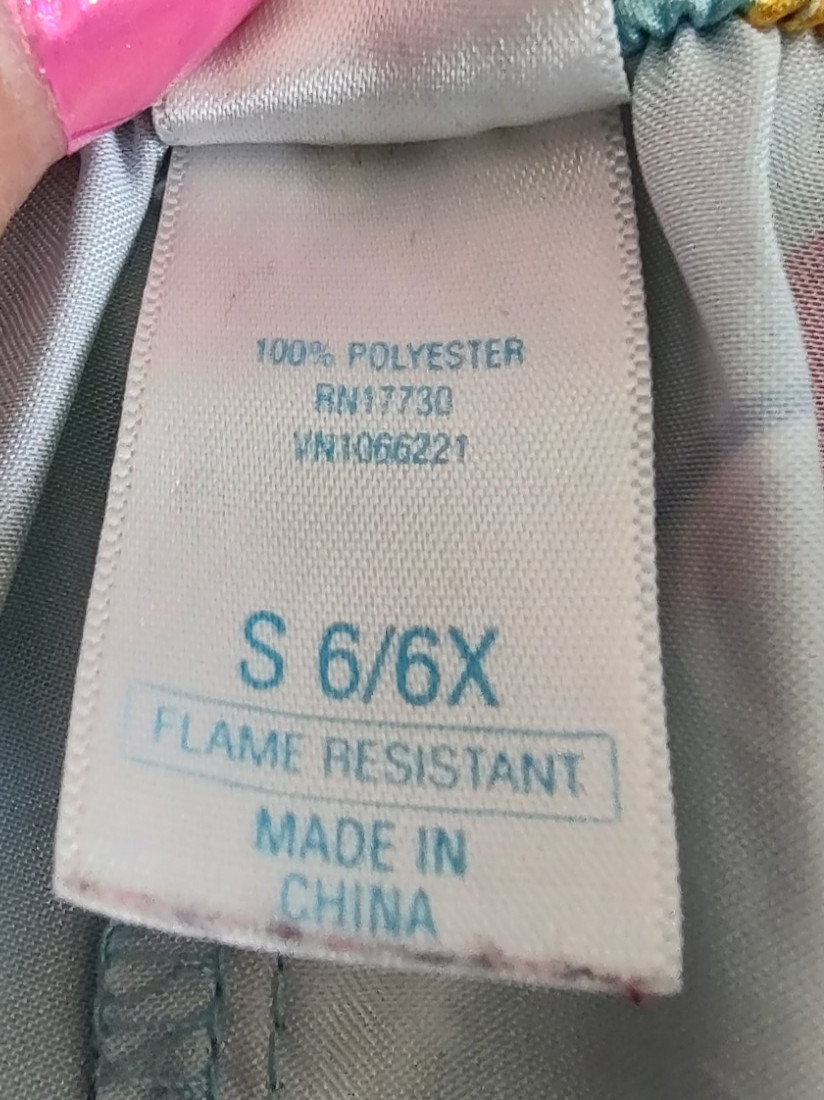 100% POLYESTER
RN17730
VN1066221
S 6/6X
FLAME RESISTANT
MADE IN
CHINA